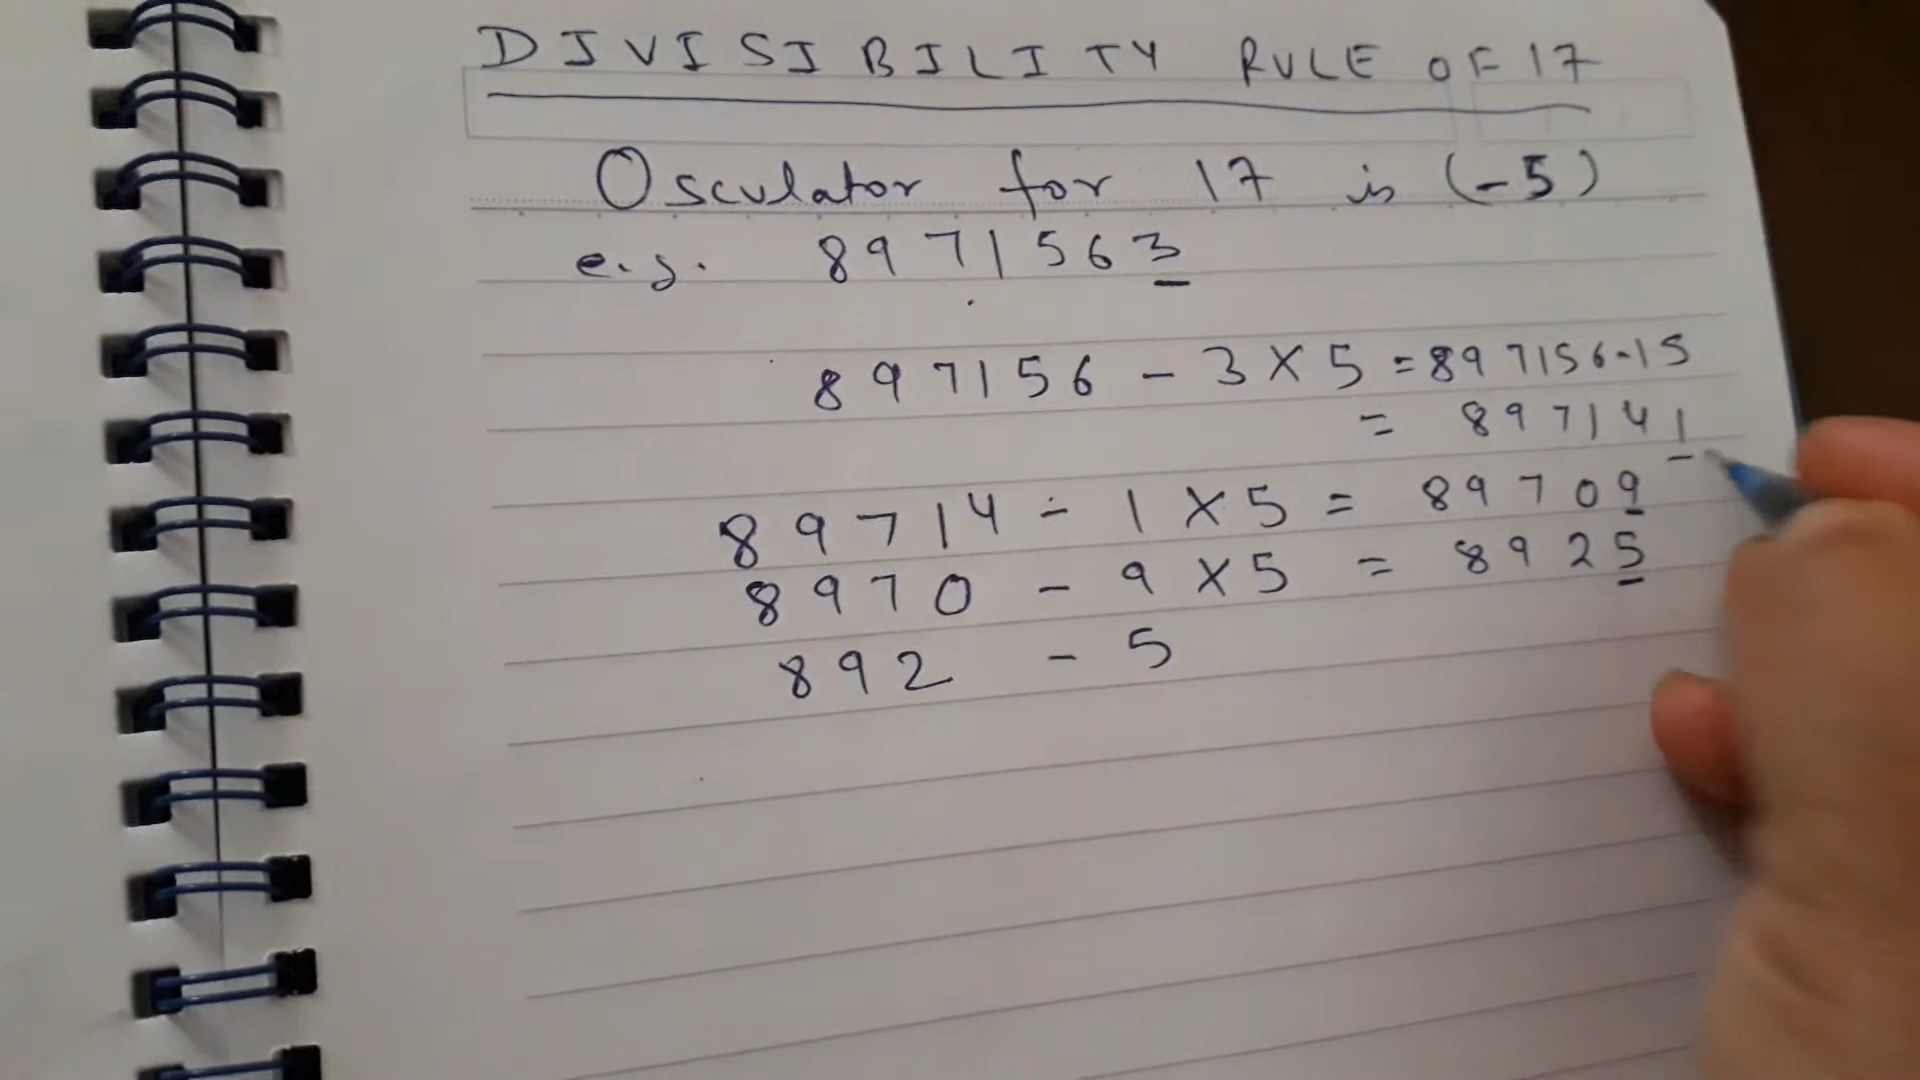 DIVISIBILITY RULE OF 17
Osculator for 17 is (-5)
e.g. 8971563
897156 - 3 X 5 = 897156-15
= 897141
89714 - 1 X 5 = 89709
8970 - 9 X 5 = 8925
892 - 5